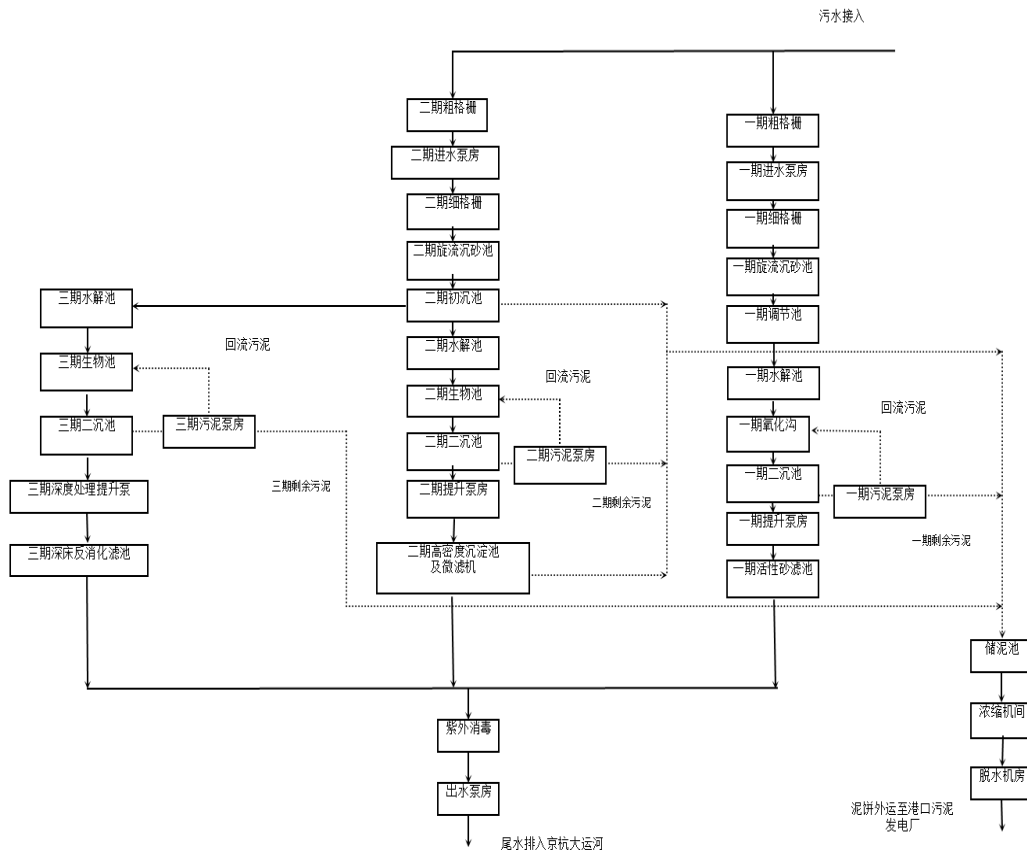 污水接入
二期粗格栅
一期粗格栅
二期进水泵房
一期进水泵房
二期细格栅
一期细格栅
二期旋流沉砂池
一期旋流沉砂池
三期水解池
二期初沉池
一期调节池
回流污泥
二期水解池
三期生物池
回流污泥
一期水解池
二期生物池
回流污泥
三期二沉池
三期污泥泵房
一期氧化沟
二期二沉池
二期污泥泵房
一期二沉池
三期深度处理提升泵
三期剩余污泥
二期提升泵房
二期剩余污泥
一期污泥泵房
一期提升泵房
一期剩余污泥
三期深床反消化滤池
二期高密度沉淀池
及微滤机
一期活性砂滤池
储泥池
浓缩机间
紫外消毒
脱水机房
出水泵房
泥饼外运至港口污泥
发电厂
尾水排入京杭大运河